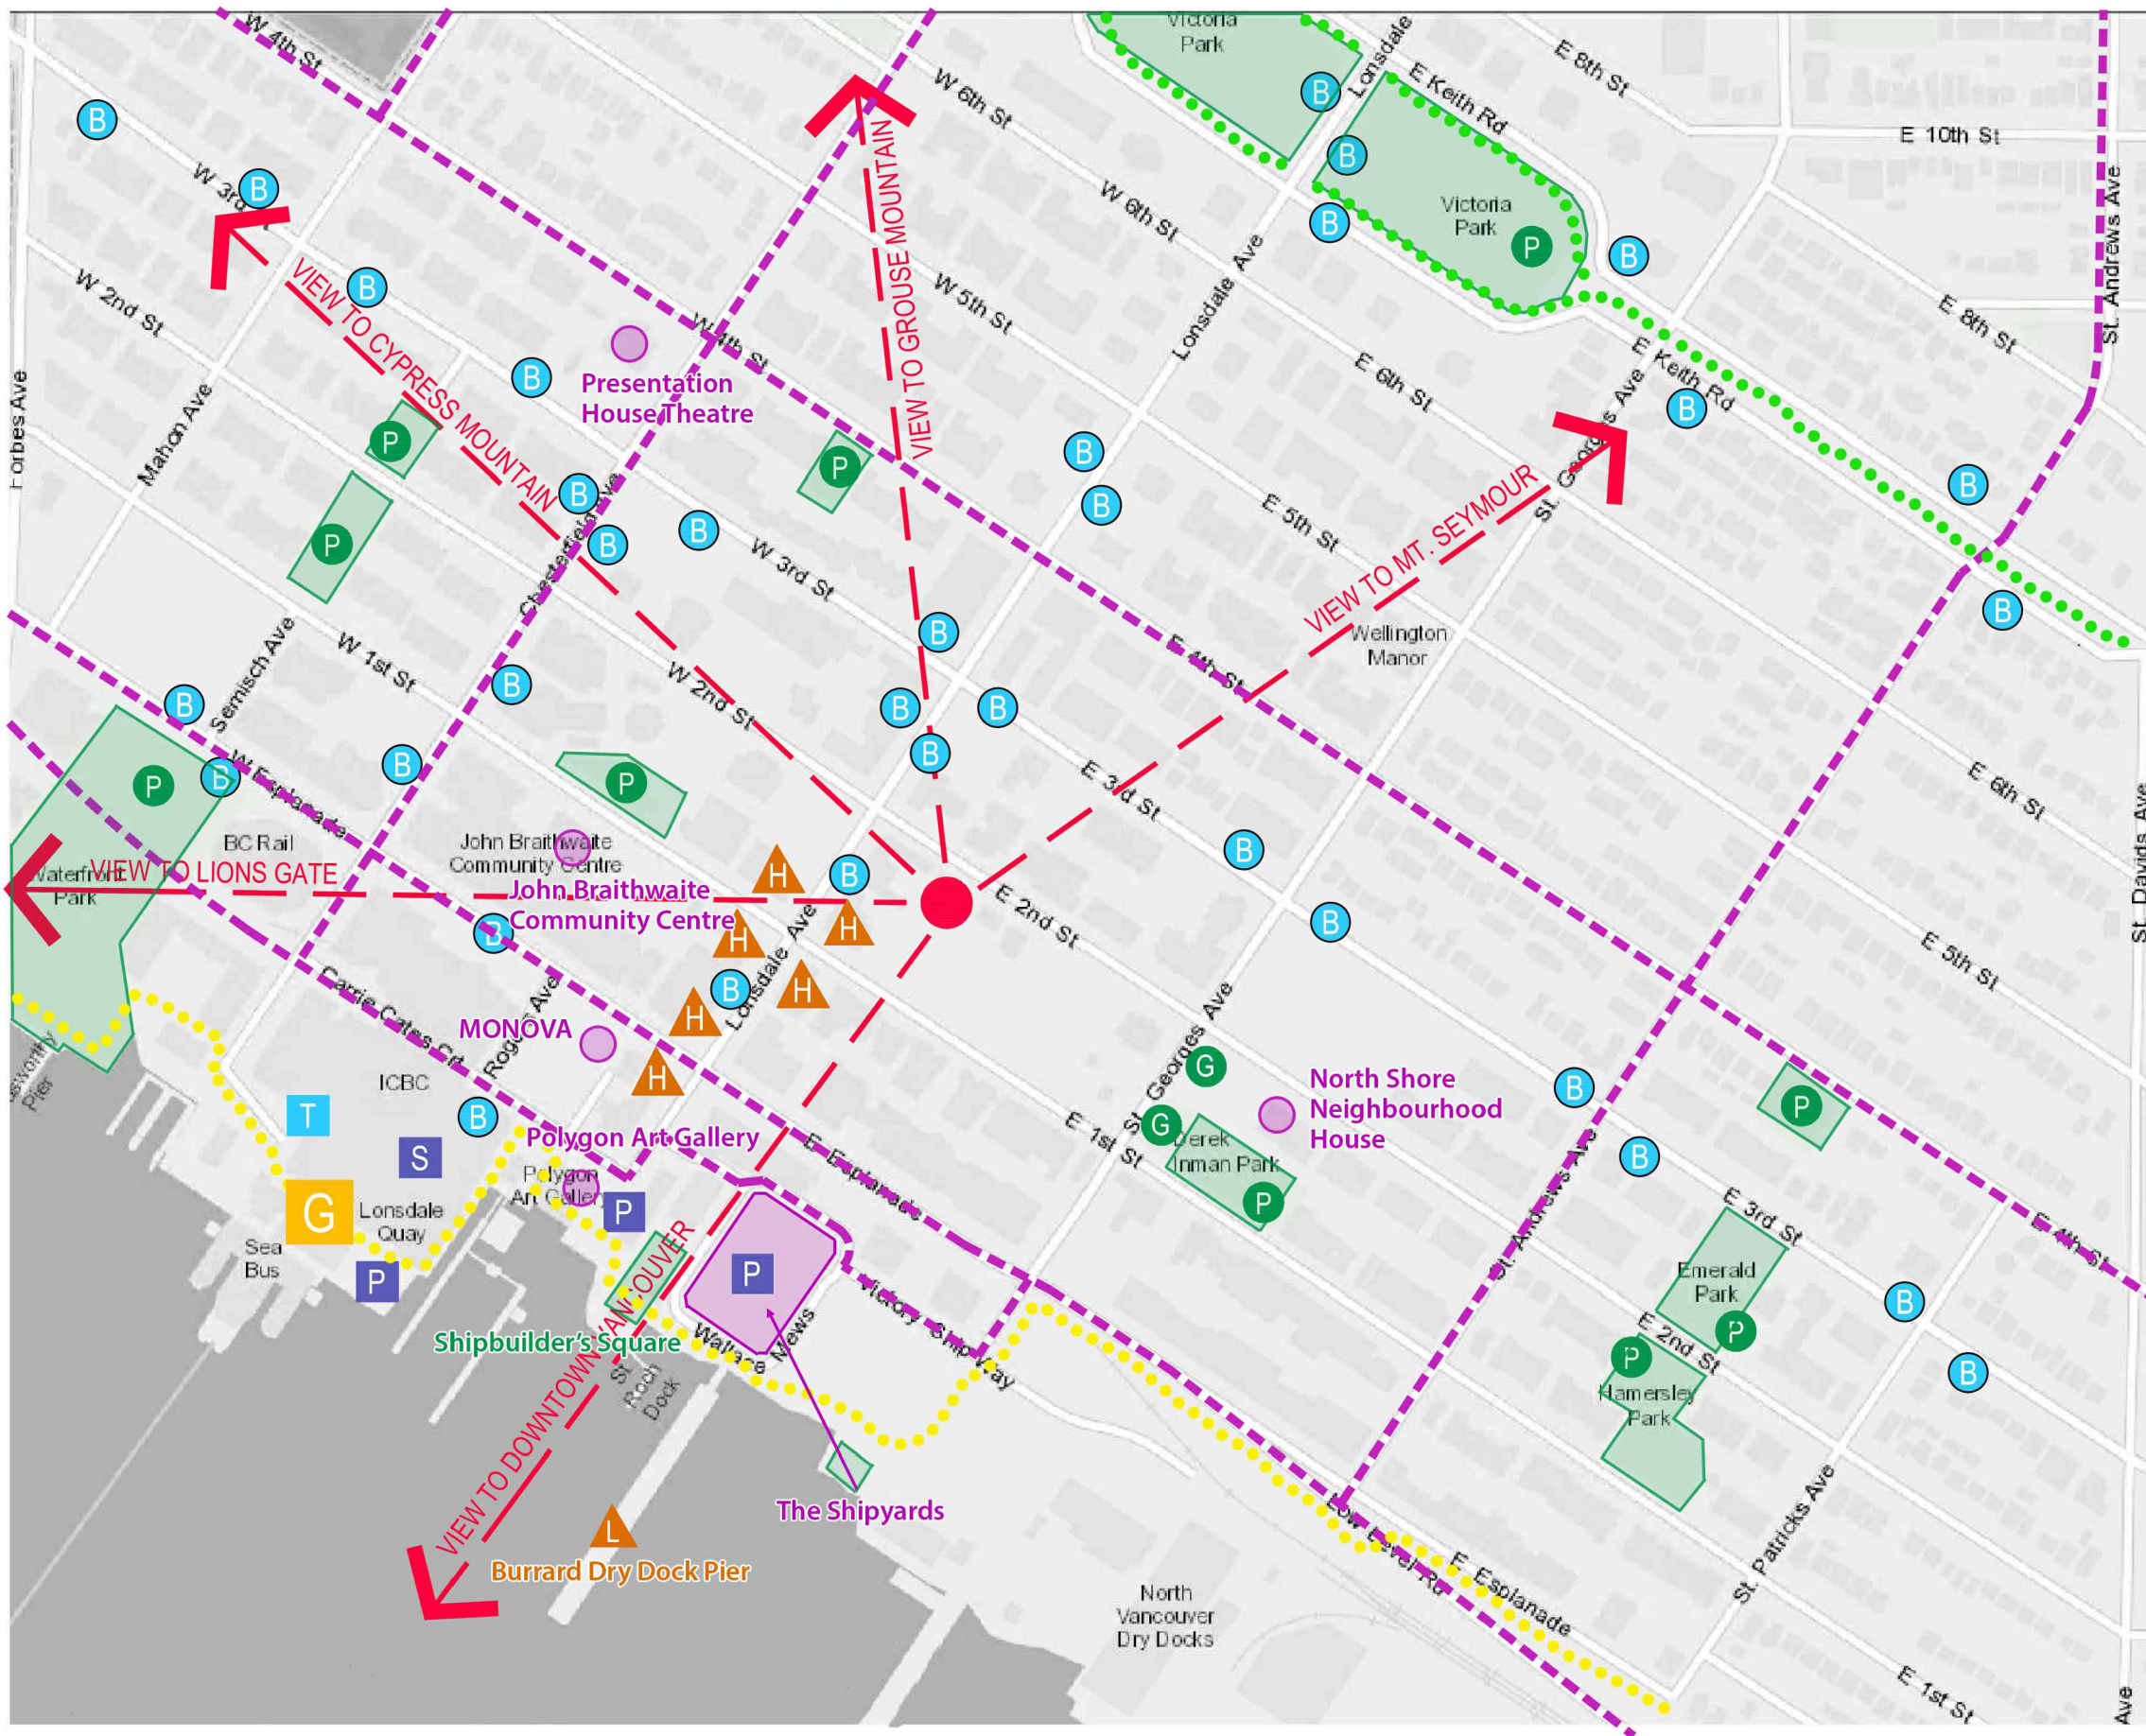 Victoria
Park
Lonsdale
E Keith Rd
E 8th St
E 10th St
W 4th St
W 6th St
B
B
B
W 3rd
B
B
B
B
W 6th St
Victoria
Park
P
St. Andrews Ave
VIEW TO GROUSE MOUNTAIN
VIEW TO CYPRESS MOUNTAIN
B
W 2nd St
W 5th St
Lonsdale Ave
E 8th St
W 4th St
E Keith Rd
B
E 6th St
St. Georges Ave
Presentation
House Theatre
B
Forbes Ave
Mahon Ave
P
P
P
B
B
B
B
B
B
B
Chesterfield Ave
W 3rd St
E 5th St
VIEW TO MT. SEYMOUR
Wellington
Manor
B
B
Semisch Ave
W 1st St
W 2nd St
E 4th St
B
B
B
B
B
W Esplanade
P
B
B
P
E 3rd St
E 6th St
St. Davids Ave
BC Rail
John Braithwaite
Community Centre
John Braithwaite
Community Centre
VIEW TO LIONS GATE
Waterfront
Park
H
B
H
H
H
H
H
B
B
E 2nd St
B
B
E 5th St
Lonsdale Ave
Carrie Cates Crt
Rogers Ave
MONOVA
ICBC
T
S
B
G
Lonsdale
Quay
Sea
Bus
P
Pier
Polygon Art Gallery
Polygon
Art Gallery
P
P
E Esplanade
E 1st St
St. Georges Ave
G
G
Derek
Inman Park
P
North Shore
Neighbourhood
House
B
B
P
St. Andrews Ave
E 3rd St
E 4th St
Emerald
Park
P
E 2nd St
P
Hamersley
Park
B
B
Shipbuilder's Square
VIEW TO DOWNTOWN VANCOUVER
St
Roch
Dock
Wallace Mews
Victory Ship Way
The Shipyards
L
Burrard Dry Dock Pier
North
Vancouver
Dry Docks
Low Level Rd
E Esplanade
St. Patricks Ave
E 1st St
Ave